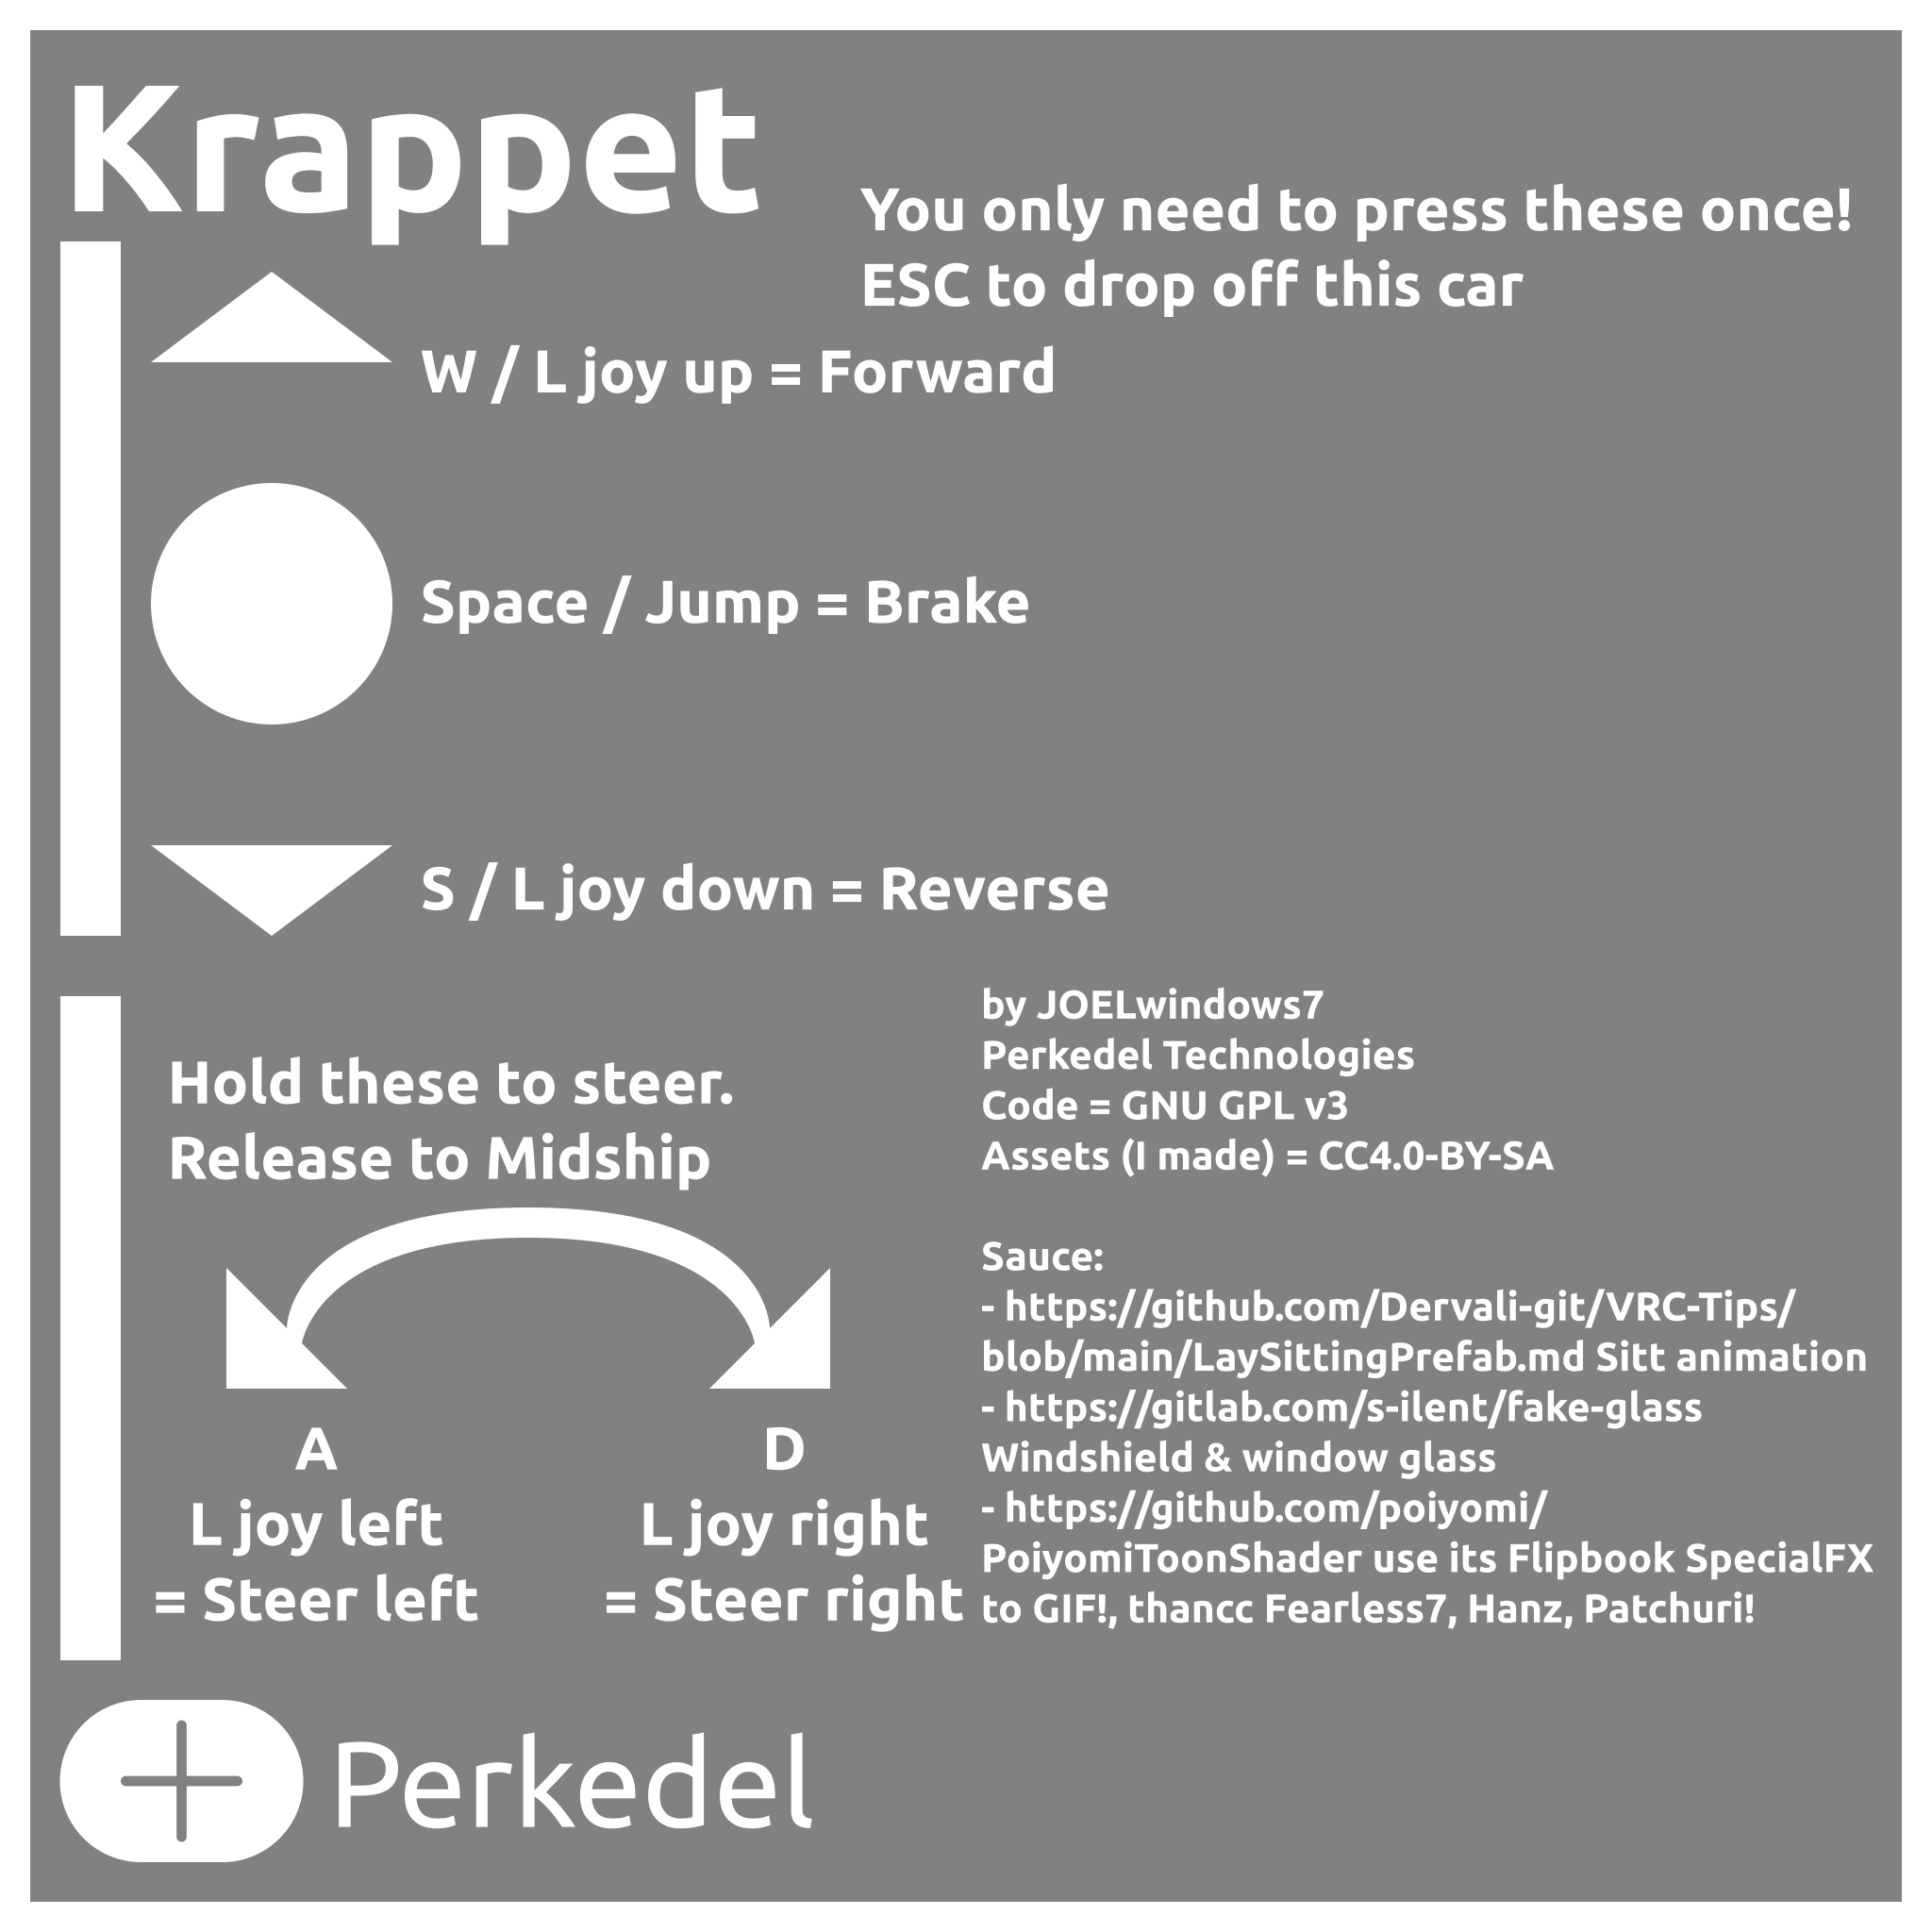 Krappet
You only need to press these once!
ESC to drop off this car
W / L joy up = Forward
Space / Jump = Brake
S / L joy down = Reverse
Hold these to steer.
Release to Midship
A
L joy left
= Steer left
D
L joy right
= Steer right
by JOELwindows7
Perkedel Technologies
Code = GNU GPL v3
Assets (I made) = CC4.0-BY-SA
Sauce:
- https://github.com/Dervali-git/VRC-Tips/
blob/main/LaySittingPrefab.md Sitt animation
- https://gitlab.com/s-ilent/fake-glass
Windshield & window glass
- https://github.com/poiyomi/
PoiyomiToonShader use its Flipbook SpecialFX
to GIF!, thancc Fearless7, Hanz, Patchuri!
Perkedel